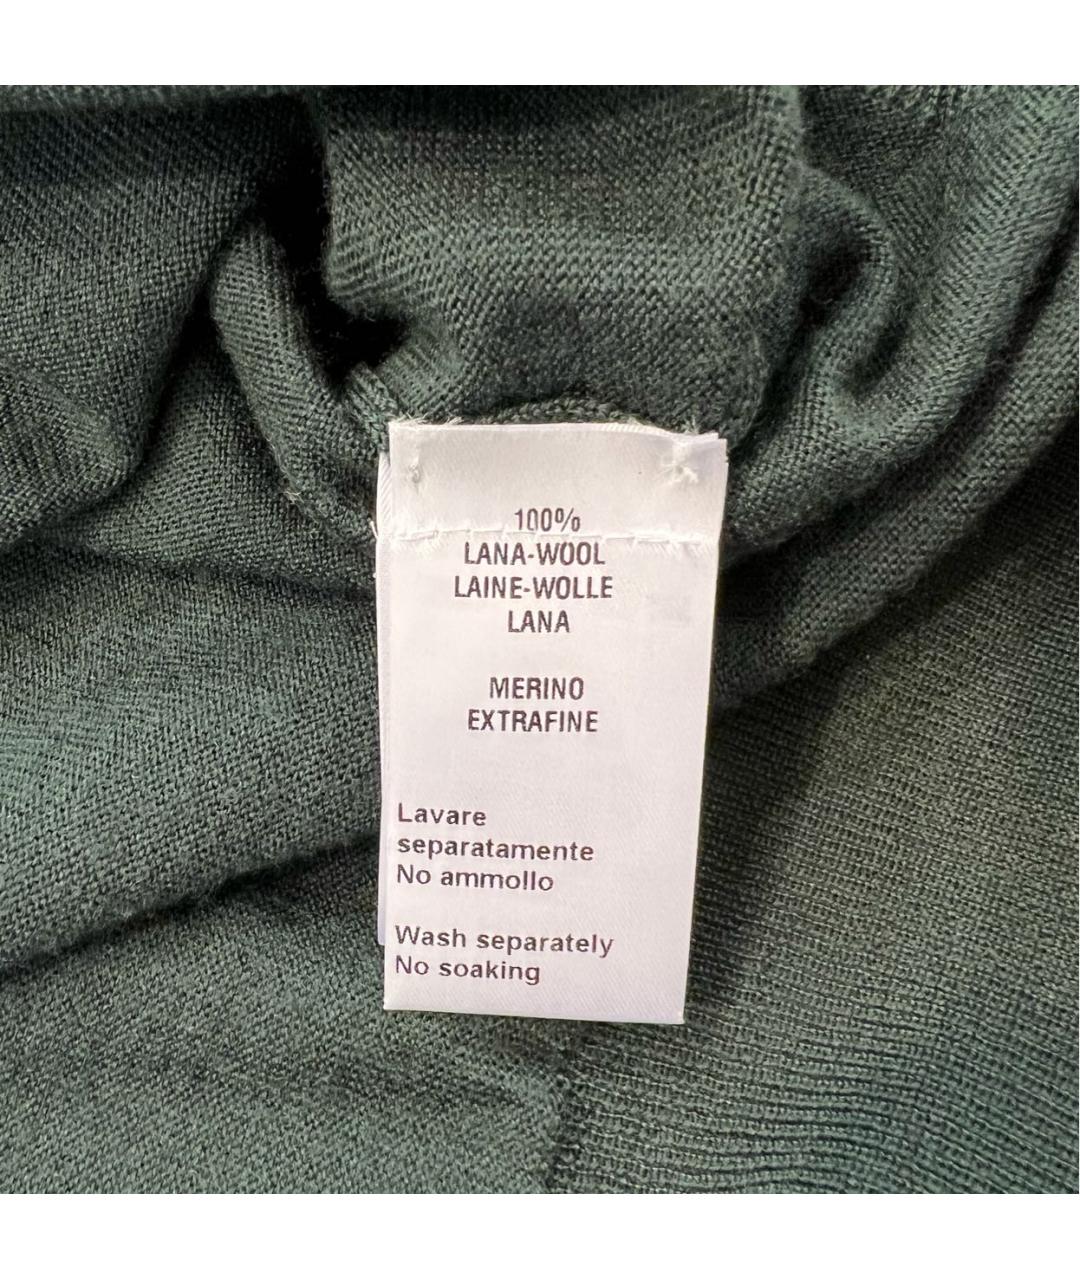 100%
LANA-WOOL
LAINE-WOLLE
LANA
MERINO
EXTRAFINE
Lavare
separatamente
No ammollo
Wash separately
No soaking